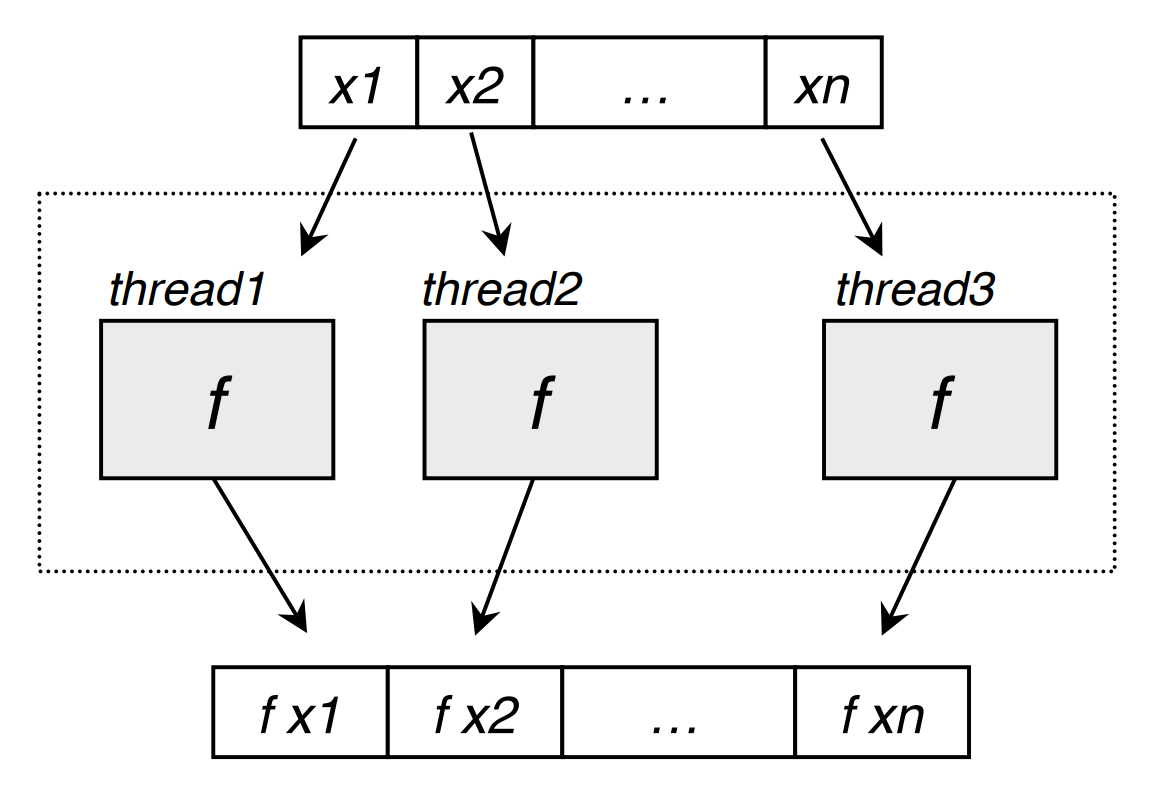 x1 x2 ... xn
thread1 thread2 thread3
f f f
f x1 f x2 ... f xn